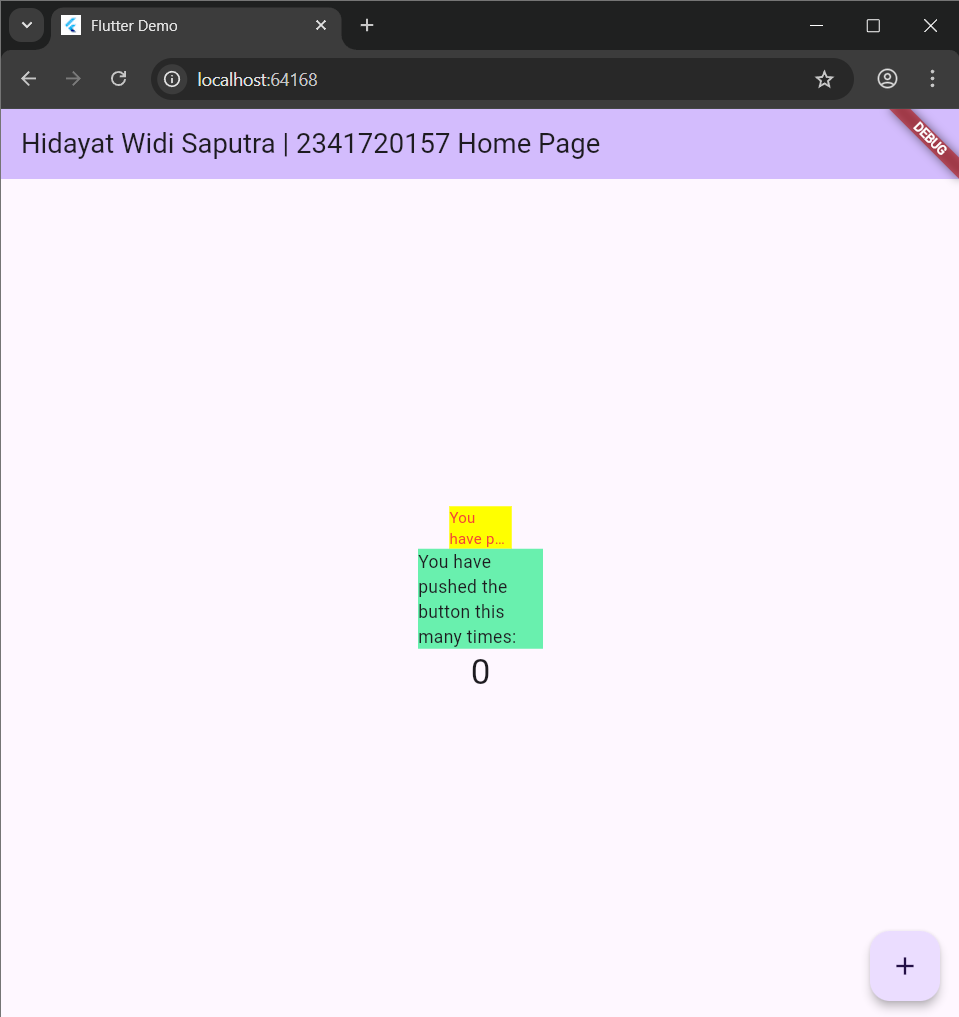 Flutter Demo
localhost:64168
Hidayat Widi Saputra | 2341720157 Home Page
DEBUG
You
have p...
You have
pushed the
button this
many times:
0